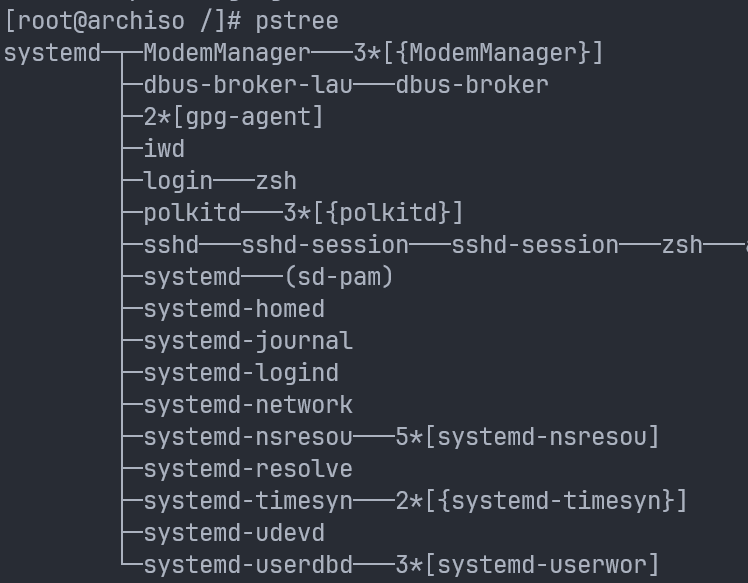 [root@archiso /]# pstree
systemd─┬─ModemManager───3*[{ModemManager}]
        ├─dbus-broker-lau───dbus-broker
        ├─2*[gpg-agent]
        ├─iwd
        ├─login───zsh
        ├─polkitd───3*[{polkitd}]
        ├─sshd───sshd-session───sshd-session───zsh───
        ├─systemd───(sd-pam)
        ├─systemd-homed
        ├─systemd-journal
        ├─systemd-logind
        ├─systemd-network
        ├─systemd-nsresou───5*[systemd-nsresou]
        ├─systemd-resolve
        ├─systemd-timesyn───2*[{systemd-timesyn}]
        ├─systemd-udevd
        └─systemd-userdbd───3*[systemd-userwor]